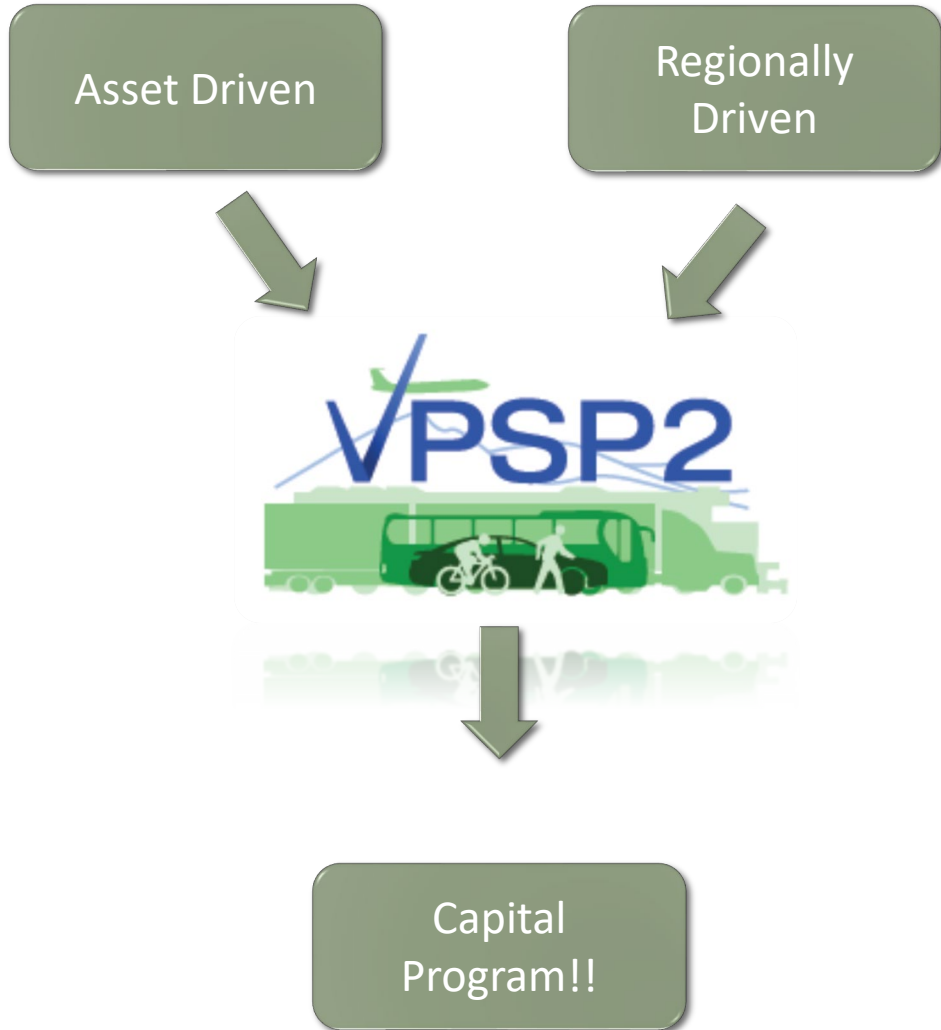 Asset Driven
Regionally
Driven
VPSP2
Capital
Program!!